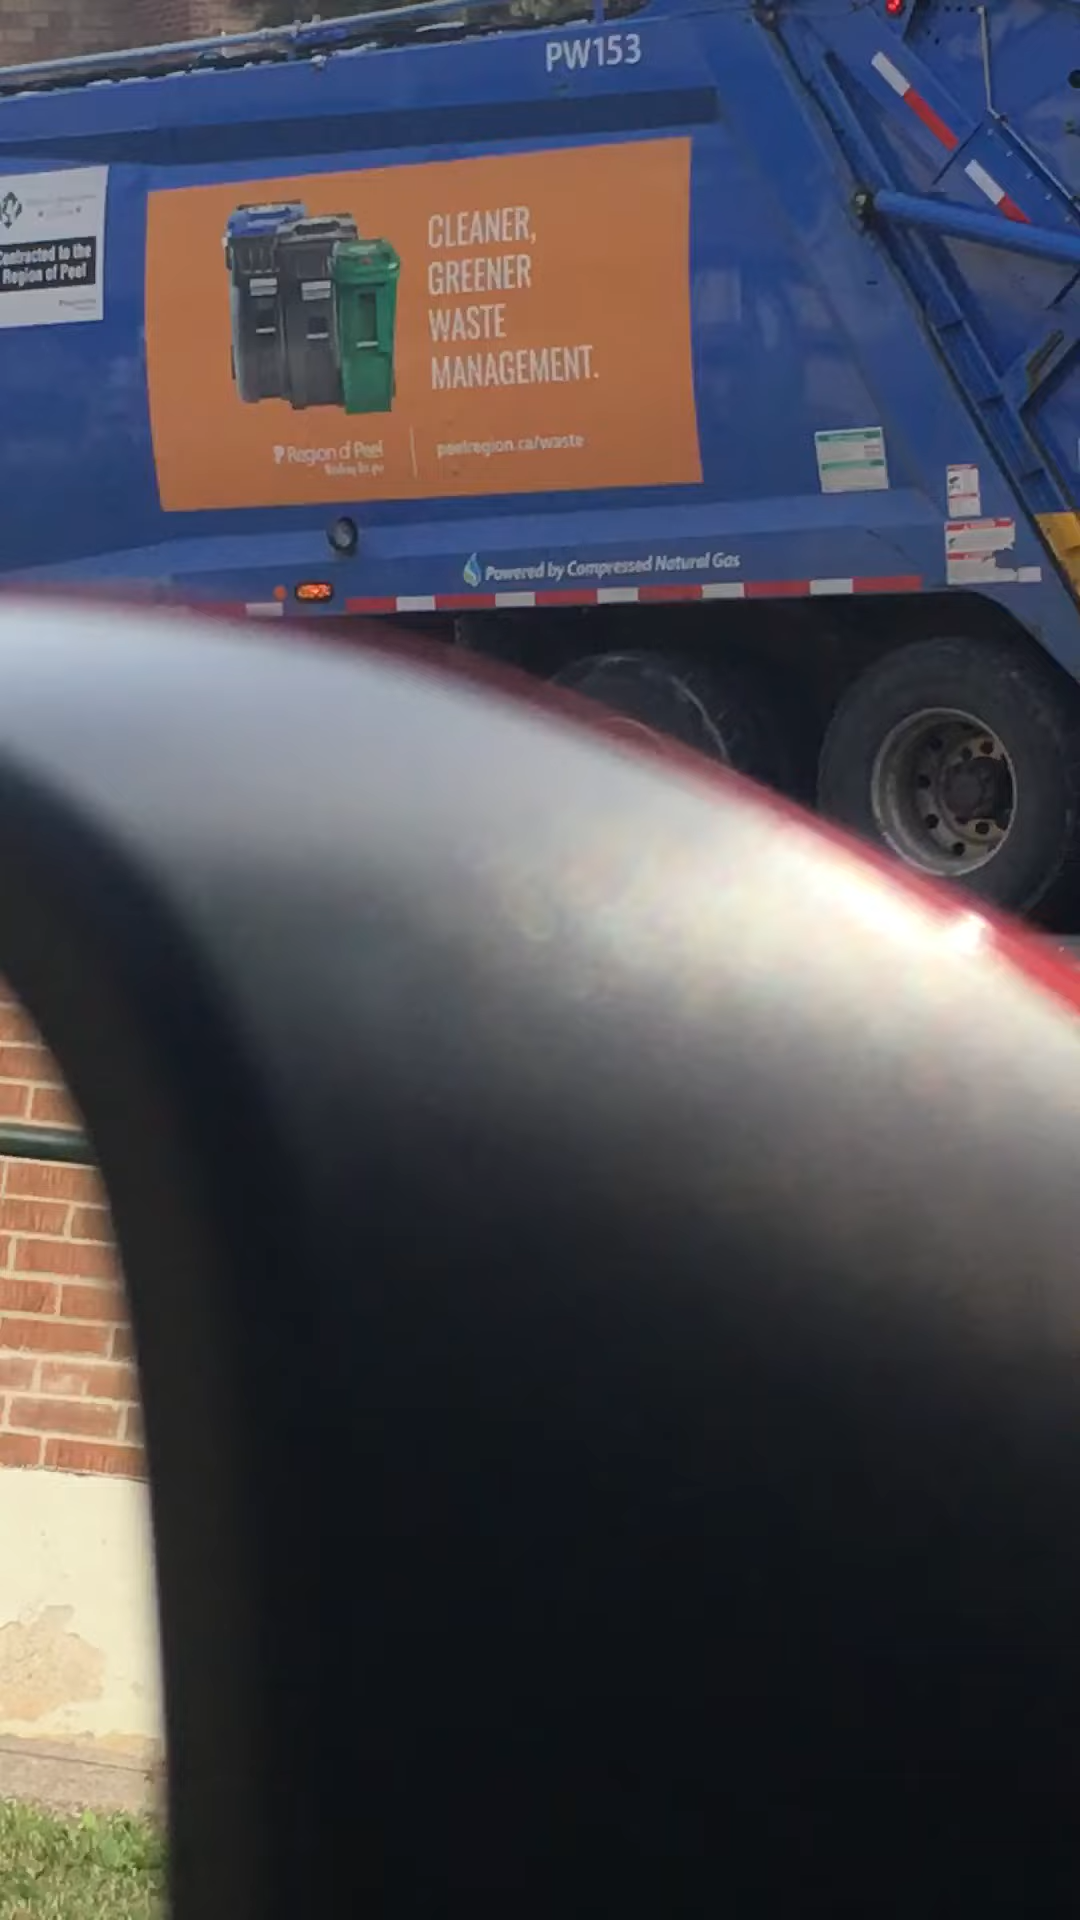 PW153
Contracted to the
Region of Peel
CLEANER,
GREENER
WASTE
MANAGEMENT.
Region of Peel
peelregion.ca/waste
Powered by Compressed Natural Gas